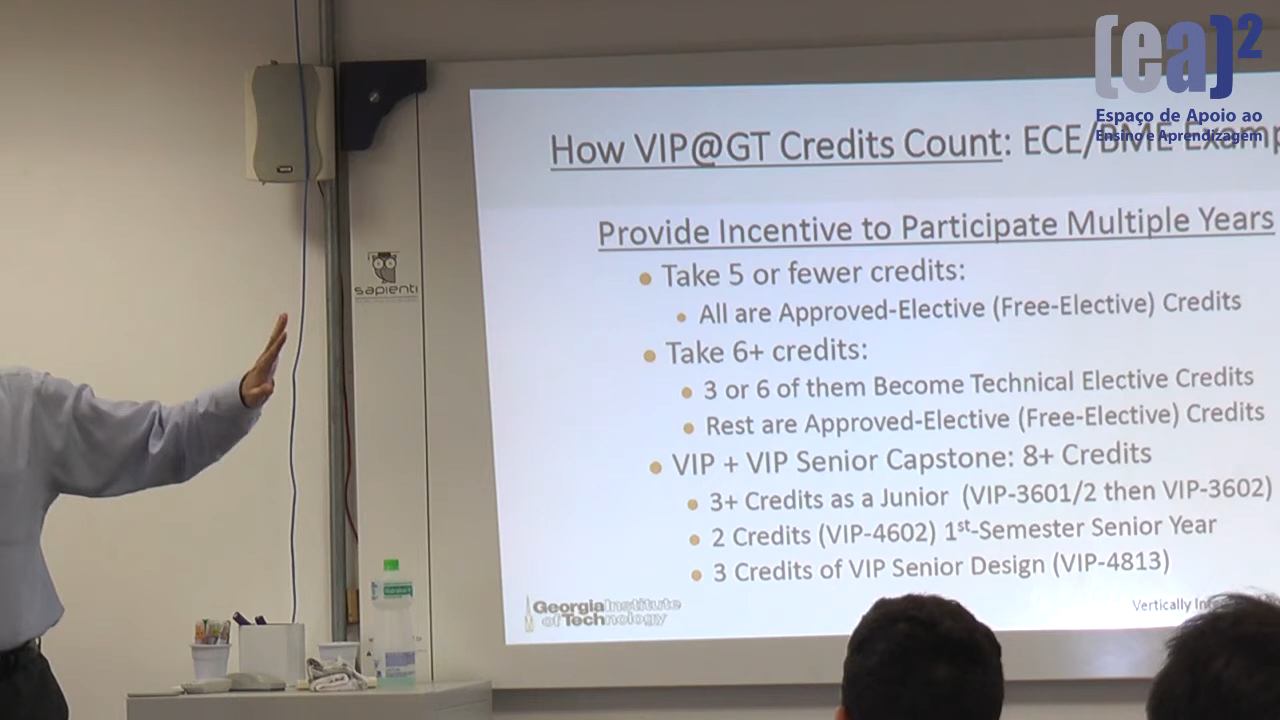 (ea)²
Espaço de Apoio ao
Ensino e Aprendizagem
How VIP@GT Credits Count: ECE/BME Examp
Provide Incentive to Participate Multiple Years
• Take 5 or fewer credits:
• All are Approved-Elective (Free-Elective) Credits
• Take 6+ credits:
• 3 or 6 of them Become Technical Elective Credits
• Rest are Approved-Elective (Free-Elective) Credits
• VIP + VIP Senior Capstone: 8+ Credits
• 3+ Credits as a Junior (VIP-3601/2 then VIP-3602)
• 2 Credits (VIP-4602) 1st-Semester Senior Year
• 3 Credits of VIP Senior Design (VIP-4813)
Georgia Institute
of Technology
Vertically Int
sapienti